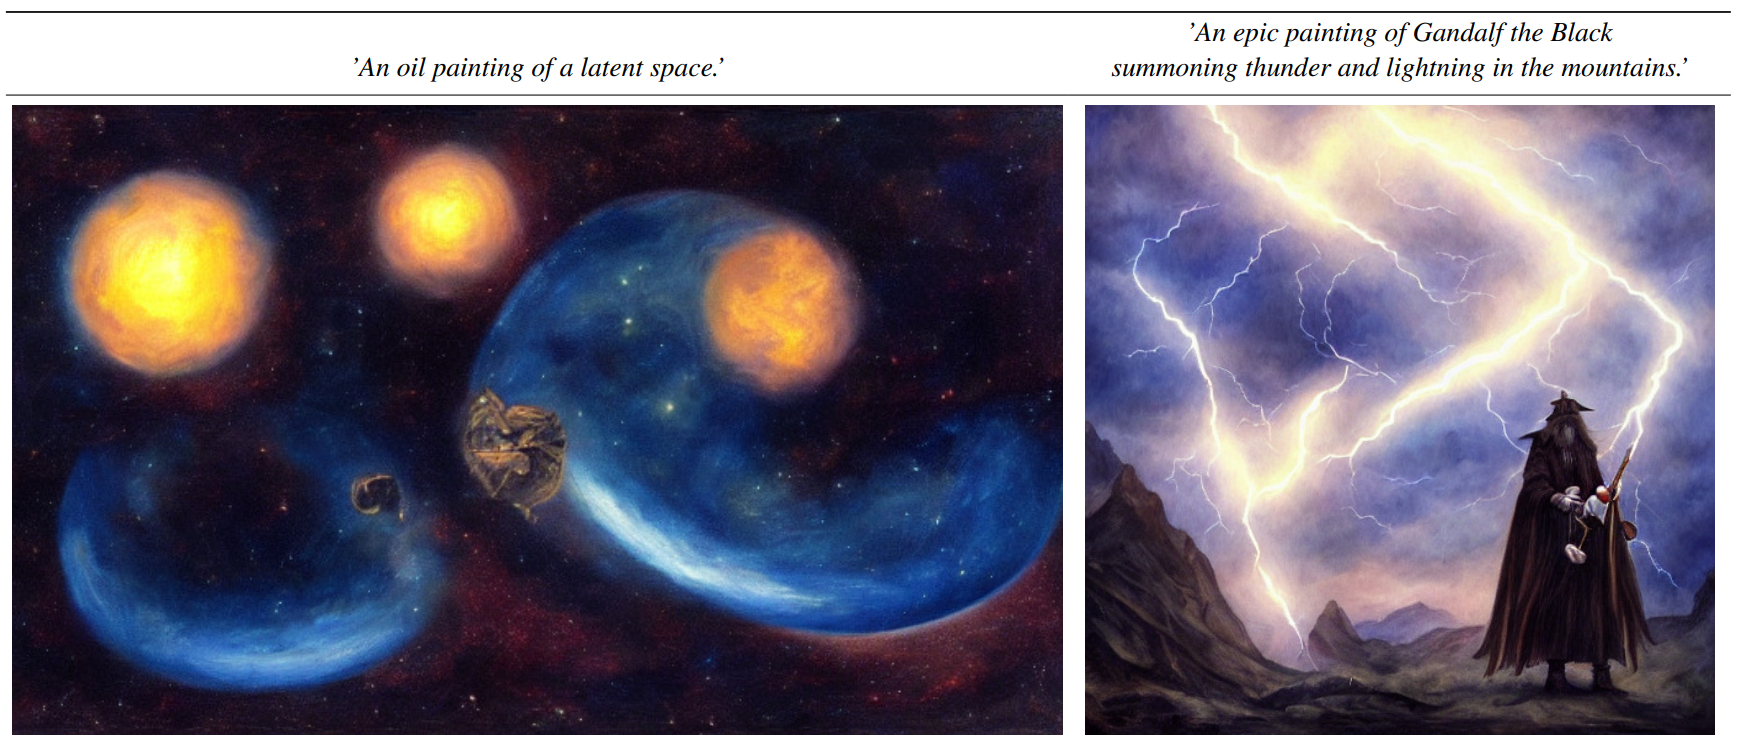 ’An oil painting of a latent space.’
’An epic painting of Gandalf the Black
summoning thunder and lightning in the mountains.’